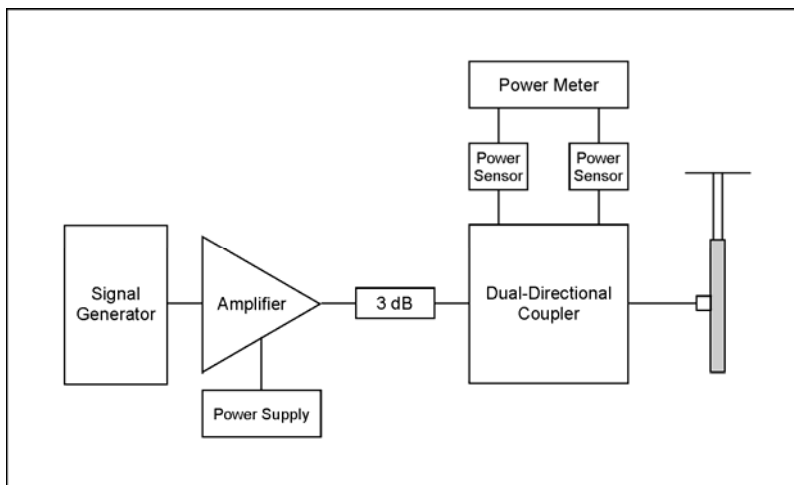 Power Meter
Power
Sensor
Power
Sensor
Signal
Generator
Amplifier
3 dB
Dual-Directional
Coupler
Power Supply